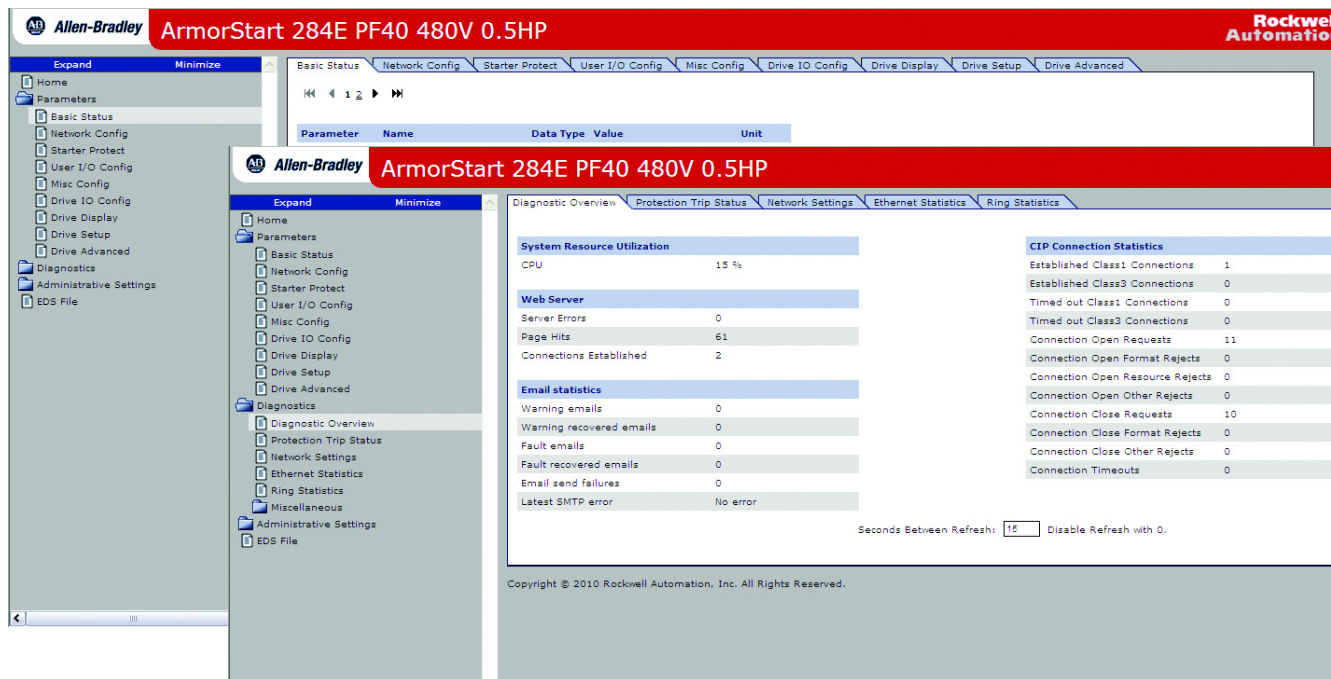 Allen-Bradley ArmorStart 284E PF40 480V 0.5HP
Rockwell
Automation
Expand Minimize
Home
Parameters
Basic Status
Network Config
Starter Protect
User I/O Config
Misc Config
Drive IO Config
Drive Display
Drive Setup
Drive Advanced
Diagnostics
Administrative Settings
EDS File
Basic Status Network Config Starter Protect User I/O Config Misc Config Drive IO Config Drive Display Drive Setup Drive Advanced
1 2
Parameter Name Data Type Value Unit
Allen-Bradley ArmorStart 284E PF40 480V 0.5HP
Expand Minimize
Home
Parameters
Basic Status
Network Config
Starter Protect
User I/O Config
Misc Config
Drive IO Config
Drive Display
Drive Setup
Drive Advanced
Diagnostics
Diagnostic Overview
Protection Trip Status
Network Settings
Ethernet Statistics
Ring Statistics
Miscellaneous
Administrative Settings
EDS File
Diagnostic Overview Protection Trip Status Network Settings Ethernet Statistics Ring Statistics
System Resource Utilization
CPU 15 %
Web Server
Server Errors 0
Page Hits 61
Connections Established 2
Email statistics
Warning emails 0
Warning recovered emails 0
Fault emails 0
Fault recovered emails 0
Email send failures 0
Latest SMTP error No error
CIP Connection Statistics
Established Class1 Connections 1
Established Class3 Connections 0
Timed out Class1 Connections 0
Timed out Class3 Connections 0
Connection Open Requests 11
Connection Open Format Rejects 0
Connection Open Resource Rejects 0
Connection Open Other Rejects 0
Connection Close Requests 10
Connection Close Format Rejects 0
Connection Close Other Rejects 0
Connection Timeouts 0
Seconds Between Refresh: 15 Disable Refresh with 0.
Copyright © 2010 Rockwell Automation, Inc. All Rights Reserved.